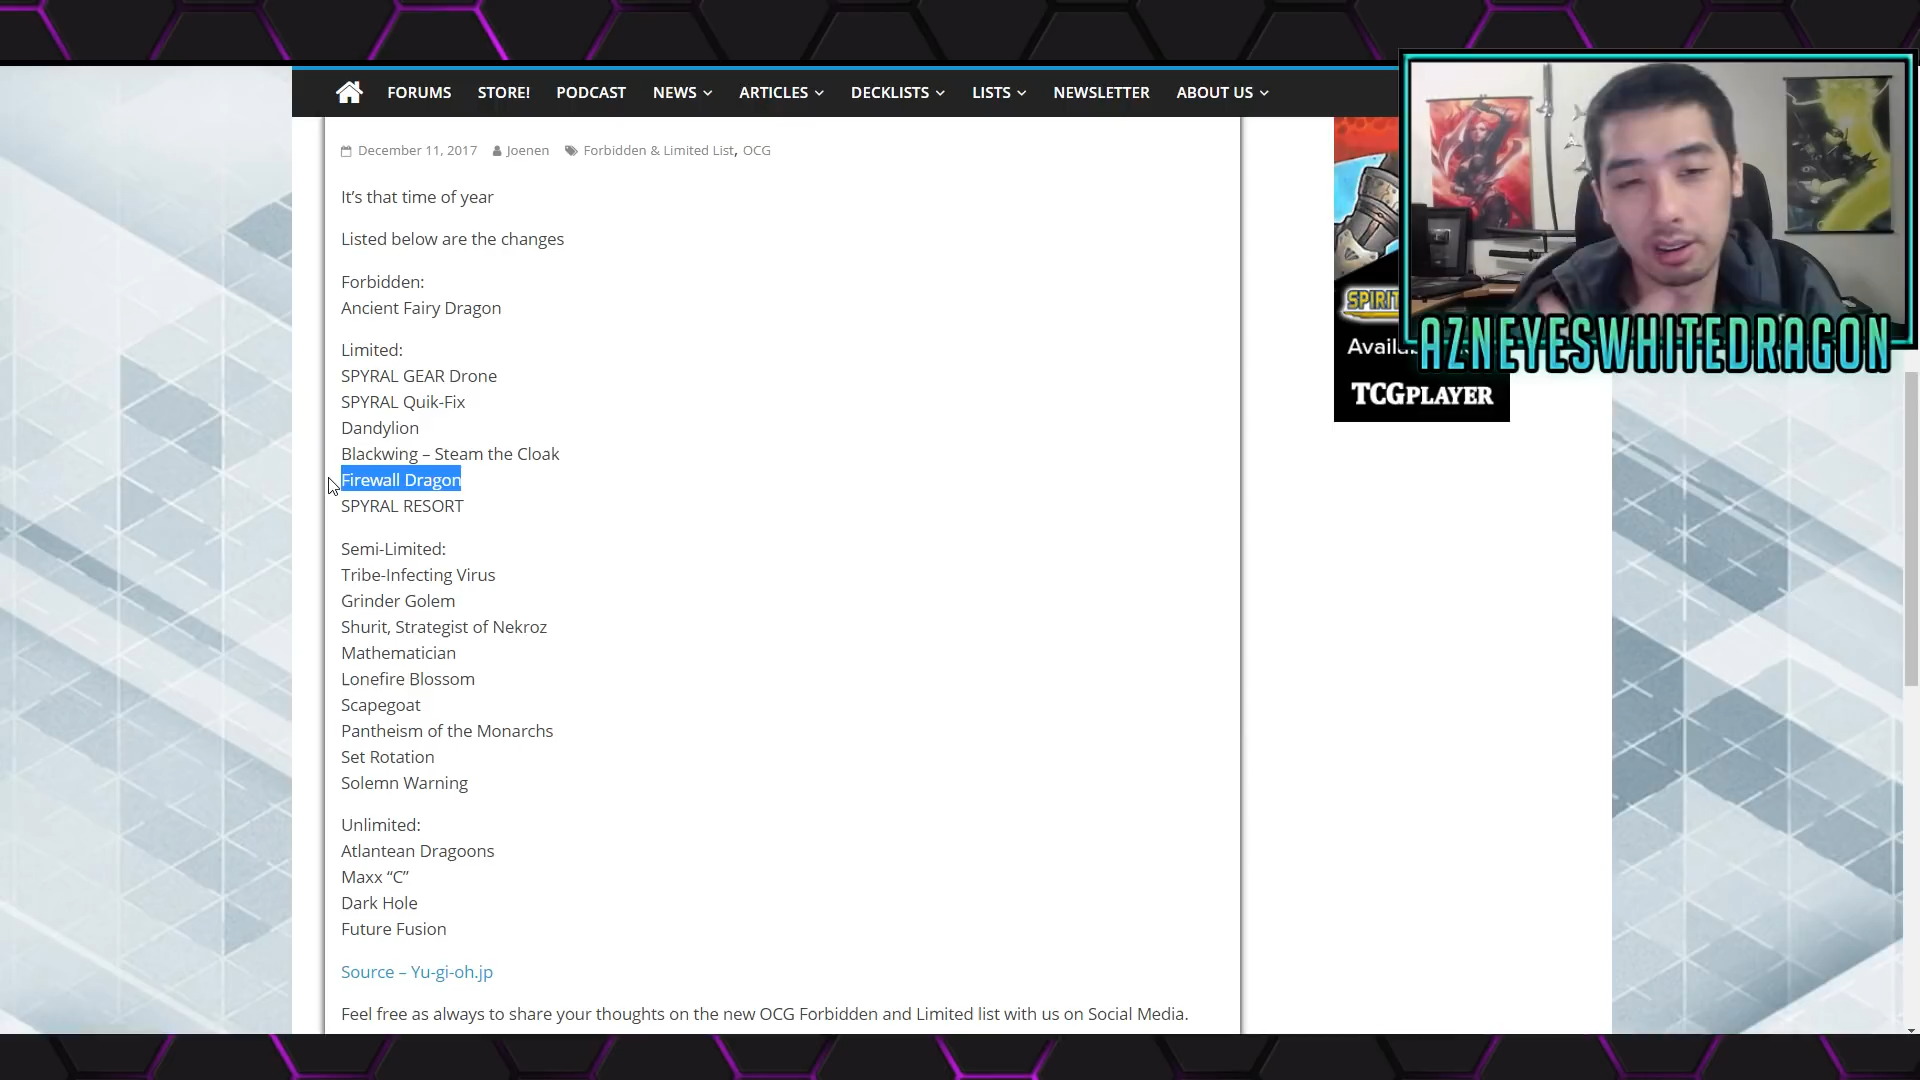 FORUMS STORE! PODCAST NEWS ARTICLES DECKLISTS LISTS NEWSLETTER ABOUT US
December 11, 2017 Joenen Forbidden & Limited List, OCG
It's that time of year
Listed below are the changes
Forbidden:
Ancient Fairy Dragon
Limited:
SPYRAL GEAR Drone
SPYRAL Quik-Fix
Dandylion
Blackwing – Steam the Cloak
Firewall Dragon
SPYRAL RESORT
Semi-Limited:
Tribe-Infecting Virus
Grinder Golem
Shurit, Strategist of Nekroz
Mathematician
Lonefire Blossom
Scapegoat
Pantheism of the Monarchs
Set Rotation
Solemn Warning
Unlimited:
Atlantean Dragoons
Maxx “C”
Dark Hole
Future Fusion
Source – Yu-gi-oh.jp
Feel free as always to share your thoughts on the new OCG Forbidden and Limited list with us on Social Media.
SPIRIT
AZNEYESWHITEDRAGON
TCGPLAYER